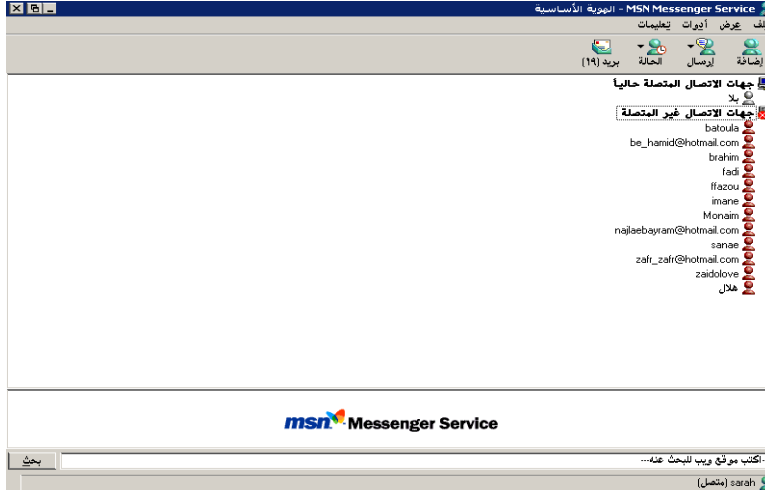 MSN Messenger Service - الهوية الأساسية
ملف عرض أدوات تعليمات
إضافة إرسال الحالة بريد (١٩)
جهات الاتصال المتصلة حالياً
بلا
جهات الاتصال غير المتصلة
batoula
be_hamid@hotmail.com
brahim
fadi
ffazou
imane
Monaim
najlaebayram@hotmail.com
sanae
zafr_zafr@hotmail.com
zaidolove
هلال
msn Messenger Service
اكتب موقع ويب للبحث عنه--- بحث
sarah (متصل)